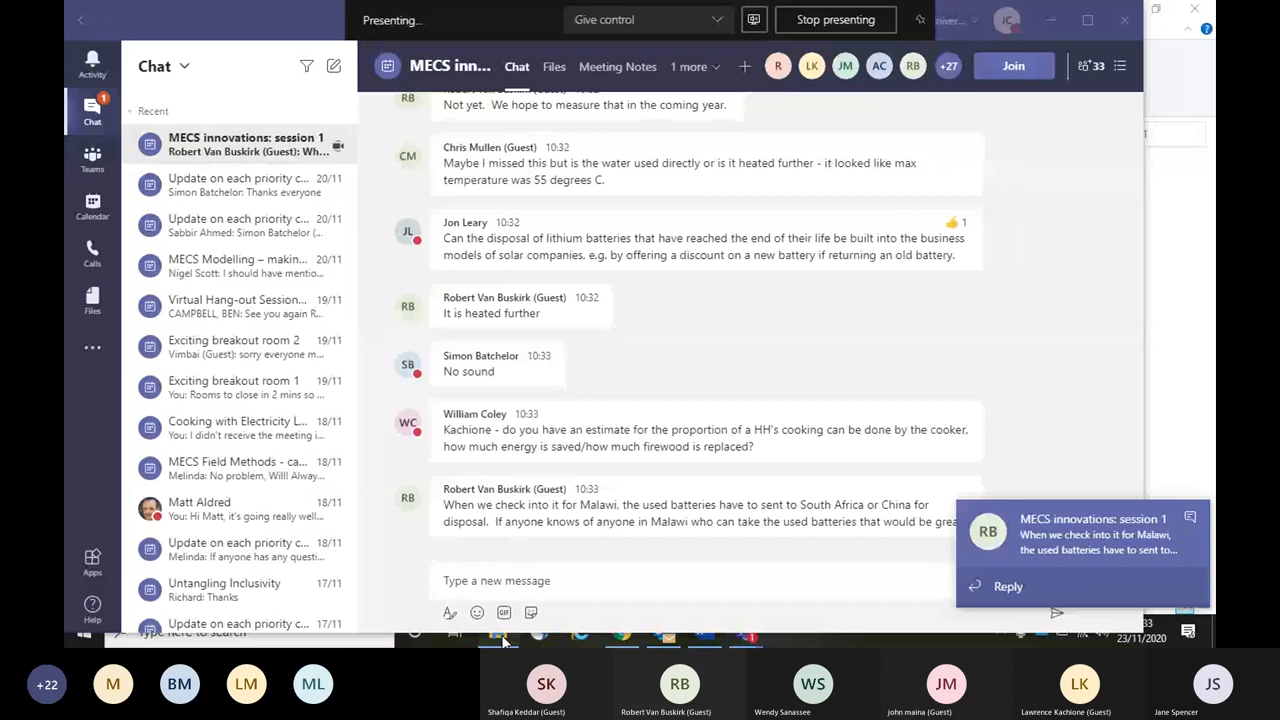 Presenting...
Give control
Stop presenting
JC
Activity
1
Chat
Teams
Calendar
Calls
Files
Apps
Help
Chat
Recent
MECS innovations: session 1
Robert Van Buskirk (Guest): Wh...
Update on each priority c... 20/11
Simon Batchelor: Thanks everyone
Update on each priority c... 20/11
Sabbir Ahmed: Simon Batchelor (...
MECS Modelling – makin... 20/11
Nigel Scott: I should have mentio...
Virtual Hang-out Session... 19/11
CAMPBELL, BEN: See you again R...
Exciting breakout room 2 19/11
Vimbai (Guest): sorry everyone m...
Exciting breakout room 1 19/11
You: Rooms to close in 2 mins so ...
Cooking with Electricity L... 18/11
You: I didn't receive the meeting i...
MECS Field Methods - ca... 18/11
Melinda: No problem, Will! Alway...
Matt Aldred 18/11
You: Hi Matt, it's going really well...
Update on each priority c... 18/11
Melinda: If anyone has any questi...
Untangling Inclusivity 17/11
Richard: Thanks
Update on each priority c... 17/11
MECS inn... Chat Files Meeting Notes 1 more
R LK JM AC RB +27 Join 33
RB
Not yet. We hope to measure that in the coming year.
CM
Chris Mullen (Guest) 10:32
Maybe I missed this but is the water used directly or is it heated further - it looked like max
temperature was 55 degrees C.
JL
Jon Leary 10:32 1
Can the disposal of lithium batteries that have reached the end of their life be built into the business
models of solar companies, e.g. by offering a discount on a new battery if returning an old battery.
RB
Robert Van Buskirk (Guest) 10:32
It is heated further
SB
Simon Batchelor 10:33
No sound
WC
William Coley 10:33
Kachione - do you have an estimate for the proportion of a HH's cooking can be done by the cooker,
how much energy is saved/how much firewood is replaced?
RB
Robert Van Buskirk (Guest) 10:33
When we check into it for Malawi, the used batteries have to sent to South Africa or China for
disposal. If anyone knows of anyone in Malawi who can take the used batteries that would be grea
Type a new message
GIF
RB
MECS innovations: session 1
When we check into it for Malawi,
the used batteries have to sent to...
Reply
Type here to search
1
33
23/11/2020
+22 M BM LM ML SK RB WS JM LK JS
Shafiqa Keddar (Guest) Robert Van Buskirk (Guest) Wendy Sanassee john maina (Guest) Lawrence Kachione (Guest) Jane Spencer